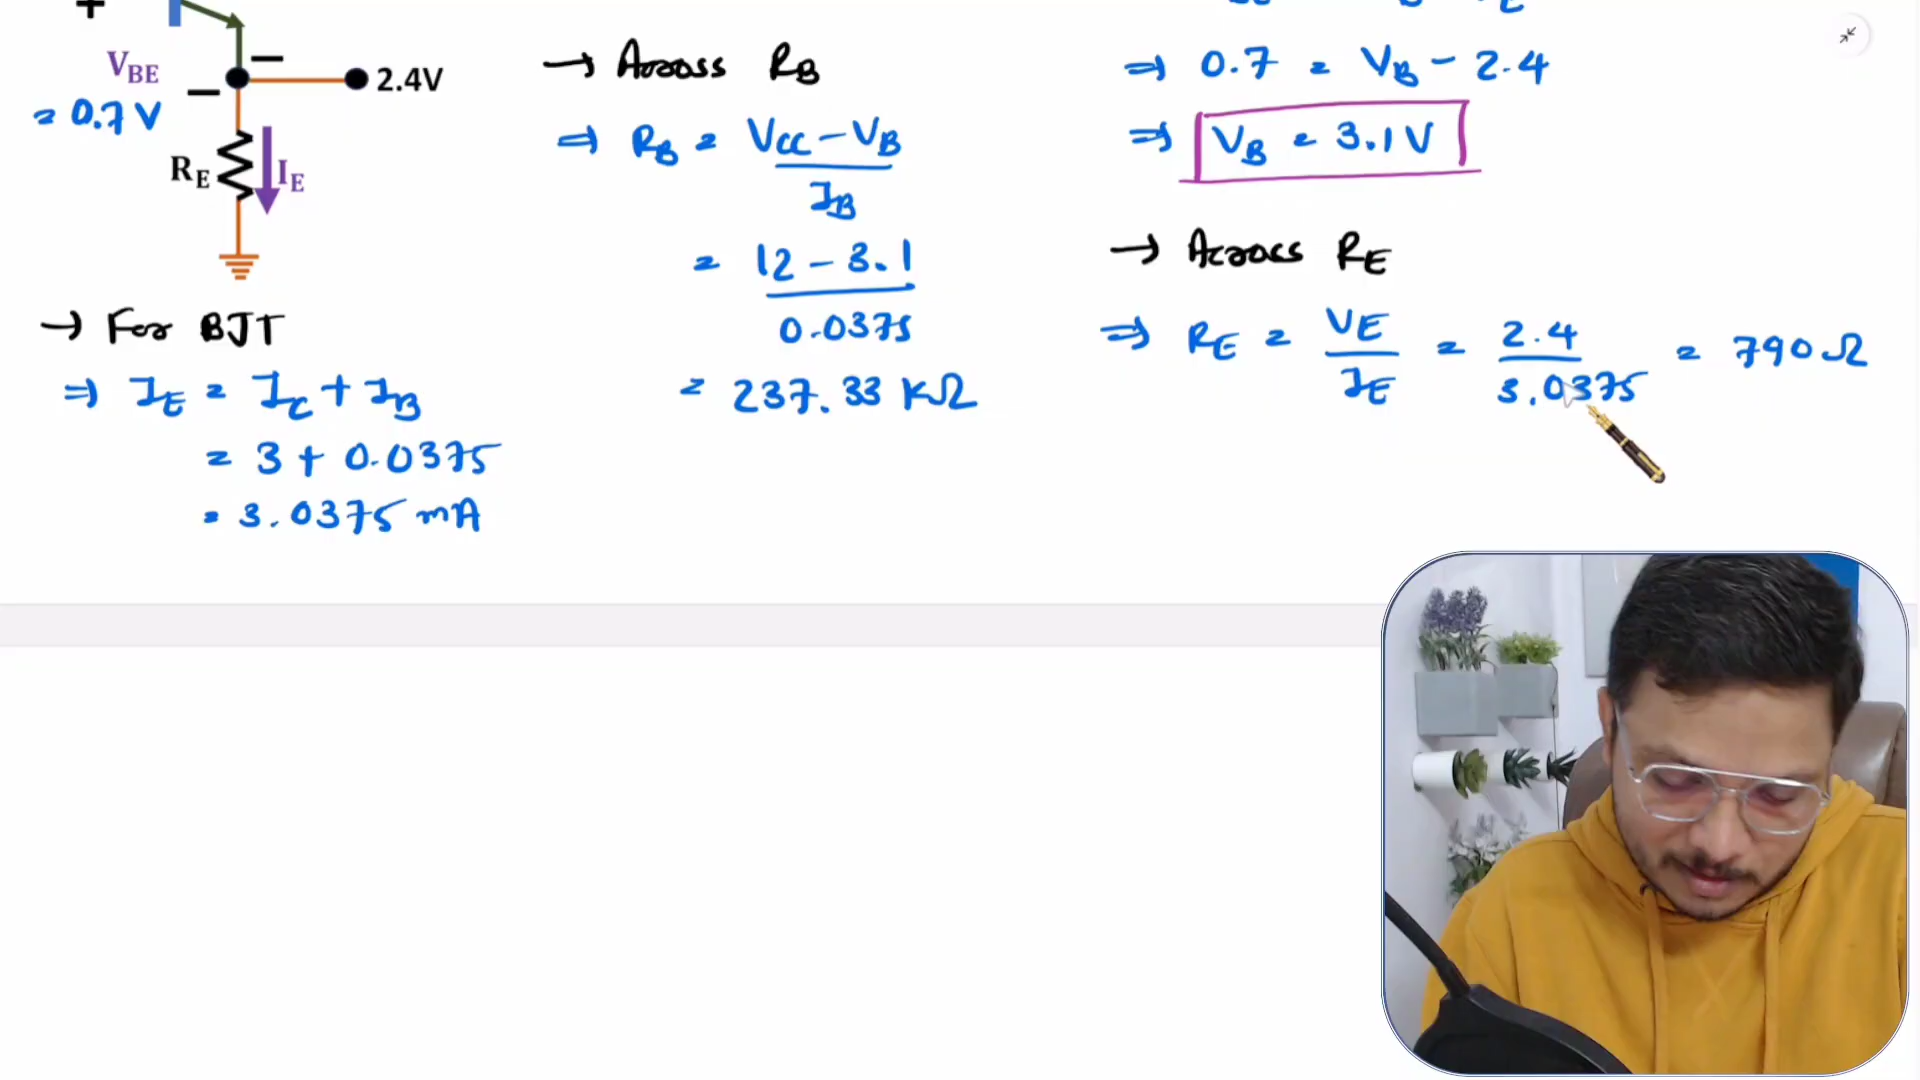 +
V_BE
= 0.7 V
−
−
2.4V
R_E
I_E
→ For BJT
⇒ I_E = I_C + I_B
= 3 + 0.0375
= 3.0375 mA
→ Across R_B
⇒ R_B = (V_CC − V_B) / I_B
= (12 − 3.1) / 0.0375
= 237.33 KΩ
⇒ 0.7 = V_B − 2.4
⇒ V_B = 3.1 V
→ Across R_E
⇒ R_E = V_E / I_E = 2.4 / 3.0375 = 790 Ω